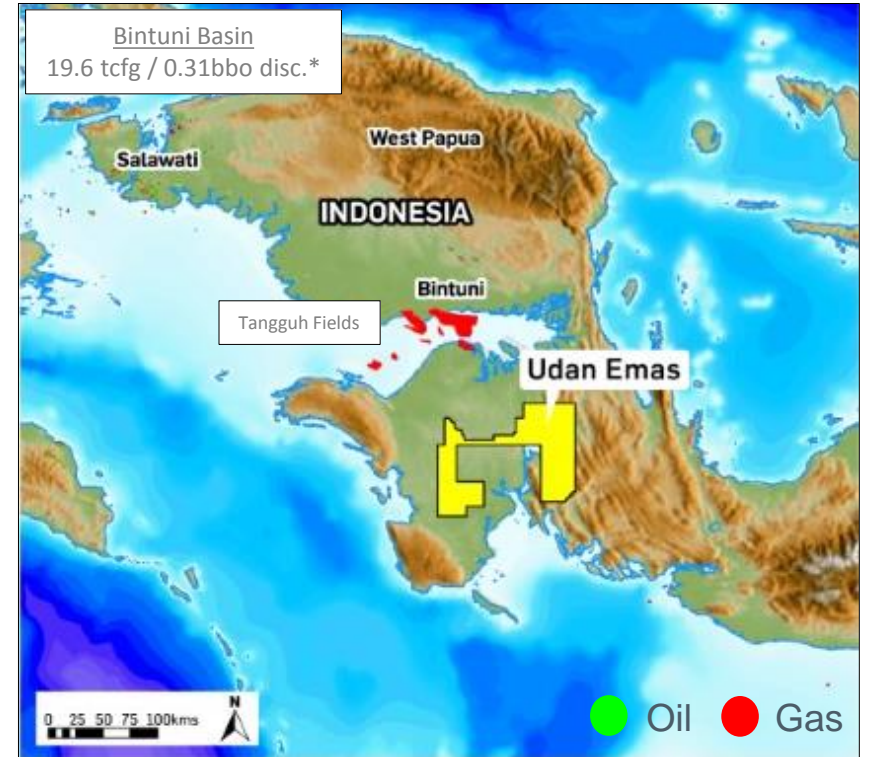 Bintuni Basin
19.6 tcfg / 0.31bbo disc.*
West Papua
Salawati
INDONESIA
Bintuni
Tangguh Fields
Udan Emas
N
0 25 50 75 100kms
Oil
Gas